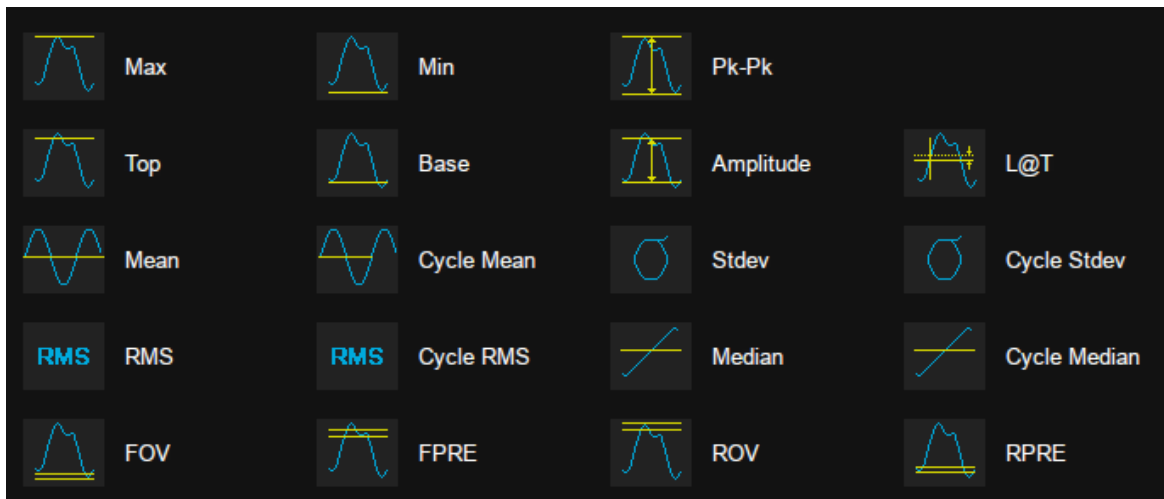 Max Min Pk-Pk
Top Base Amplitude L@T
Mean Cycle Mean Stdev Cycle Stdev
RMS RMS RMS Cycle RMS Median Cycle Median
FOV FPRE ROV RPRE